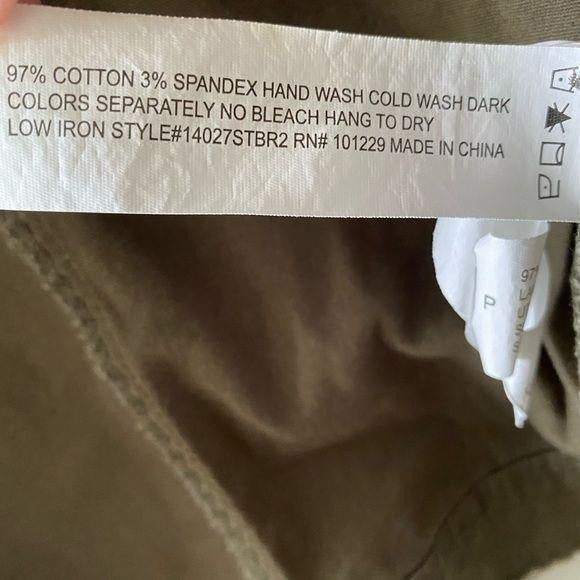 97% COTTON 3% SPANDEX HAND WASH COLD WASH DARK
COLORS SEPARATELY NO BLEACH HANG TO DRY
LOW IRON STYLE#14027STBR2 RN# 101229 MADE IN CHINA
P
97%